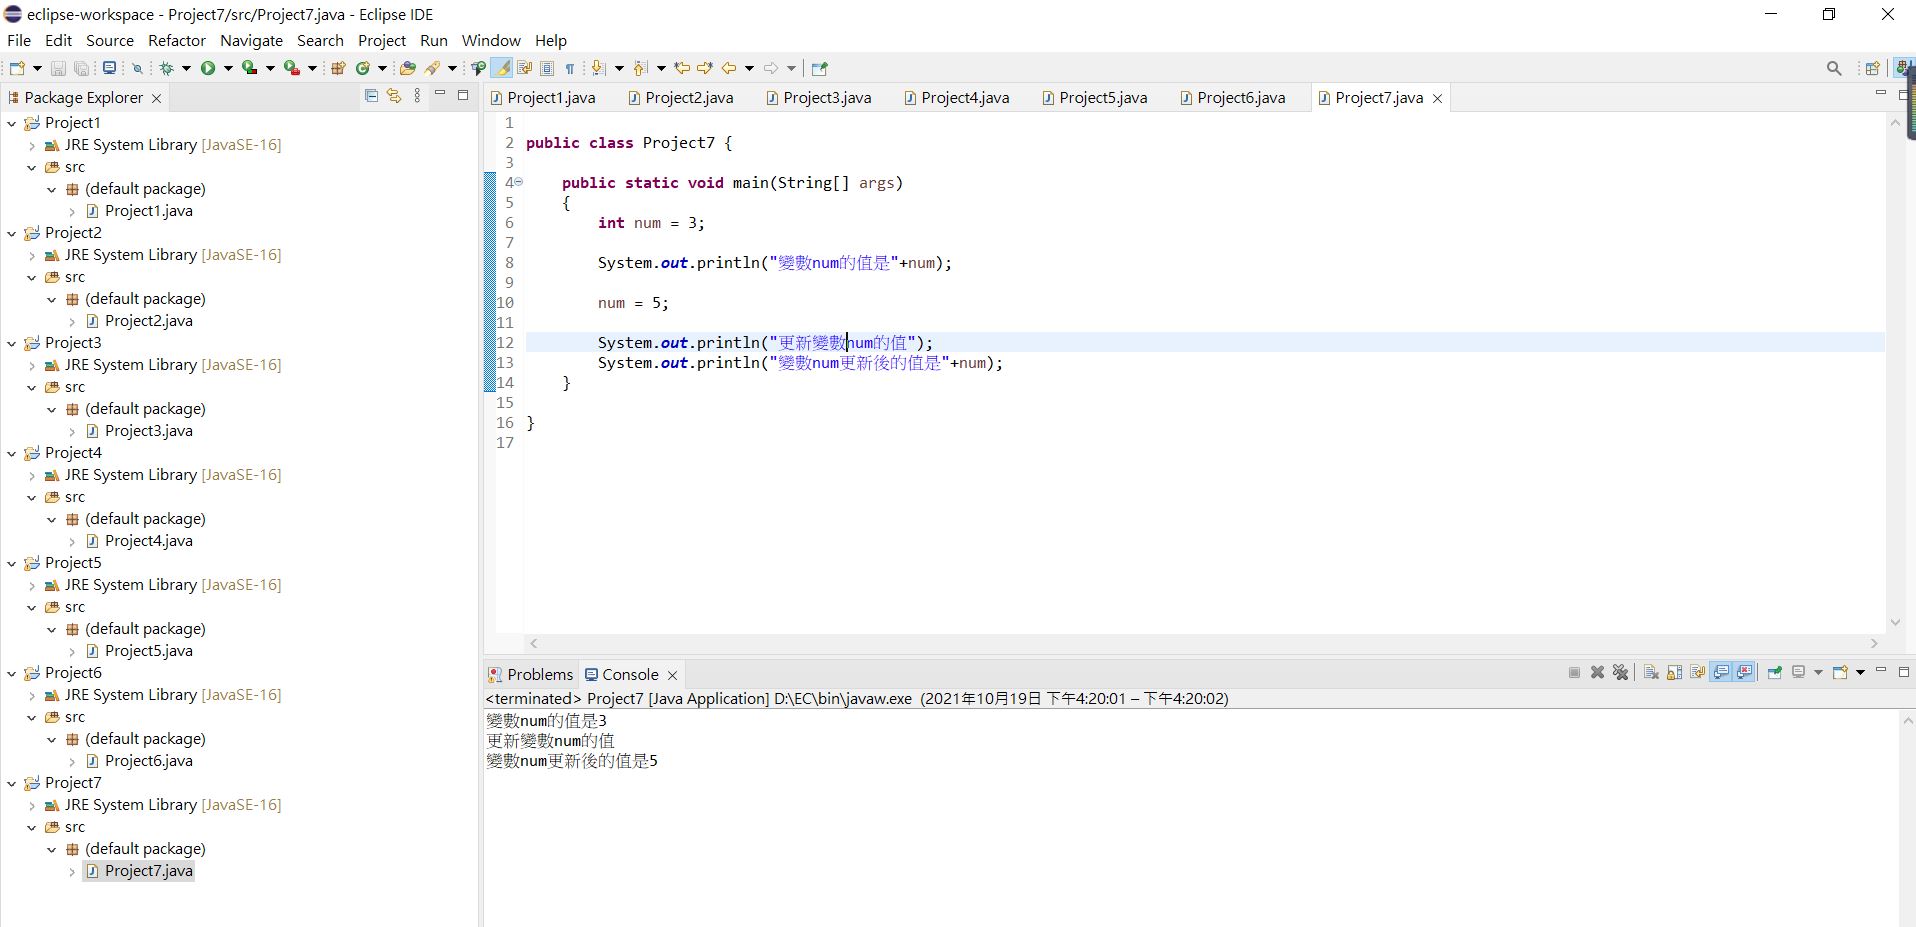 eclipse-workspace - Project7/src/Project7.java - Eclipse IDE
File Edit Source Refactor Navigate Search Project Run Window Help
Package Explorer
Project1
JRE System Library [JavaSE-16]
src
(default package)
Project1.java
Project2
JRE System Library [JavaSE-16]
src
(default package)
Project2.java
Project3
JRE System Library [JavaSE-16]
src
(default package)
Project3.java
Project4
JRE System Library [JavaSE-16]
src
(default package)
Project4.java
Project5
JRE System Library [JavaSE-16]
src
(default package)
Project5.java
Project6
JRE System Library [JavaSE-16]
src
(default package)
Project6.java
Project7
JRE System Library [JavaSE-16]
src
(default package)
Project7.java
Project1.java Project2.java Project3.java Project4.java Project5.java Project6.java Project7.java
1
2 public class Project7 {
3
4 public static void main(String[] args)
5 {
6 int num = 3;
7
8 System.out.println("變數num的值是"+num);
9
10 num = 5;
11
12 System.out.println("更新變數num的值");
13 System.out.println("變數num更新後的值是"+num);
14 }
15
16 }
17
Problems Console
<terminated> Project7 [Java Application] D:\EC\bin\javaw.exe (2021年10月19日 下午4:20:01 – 下午4:20:02)
變數num的值是3
更新變數num的值
變數num更新後的值是5